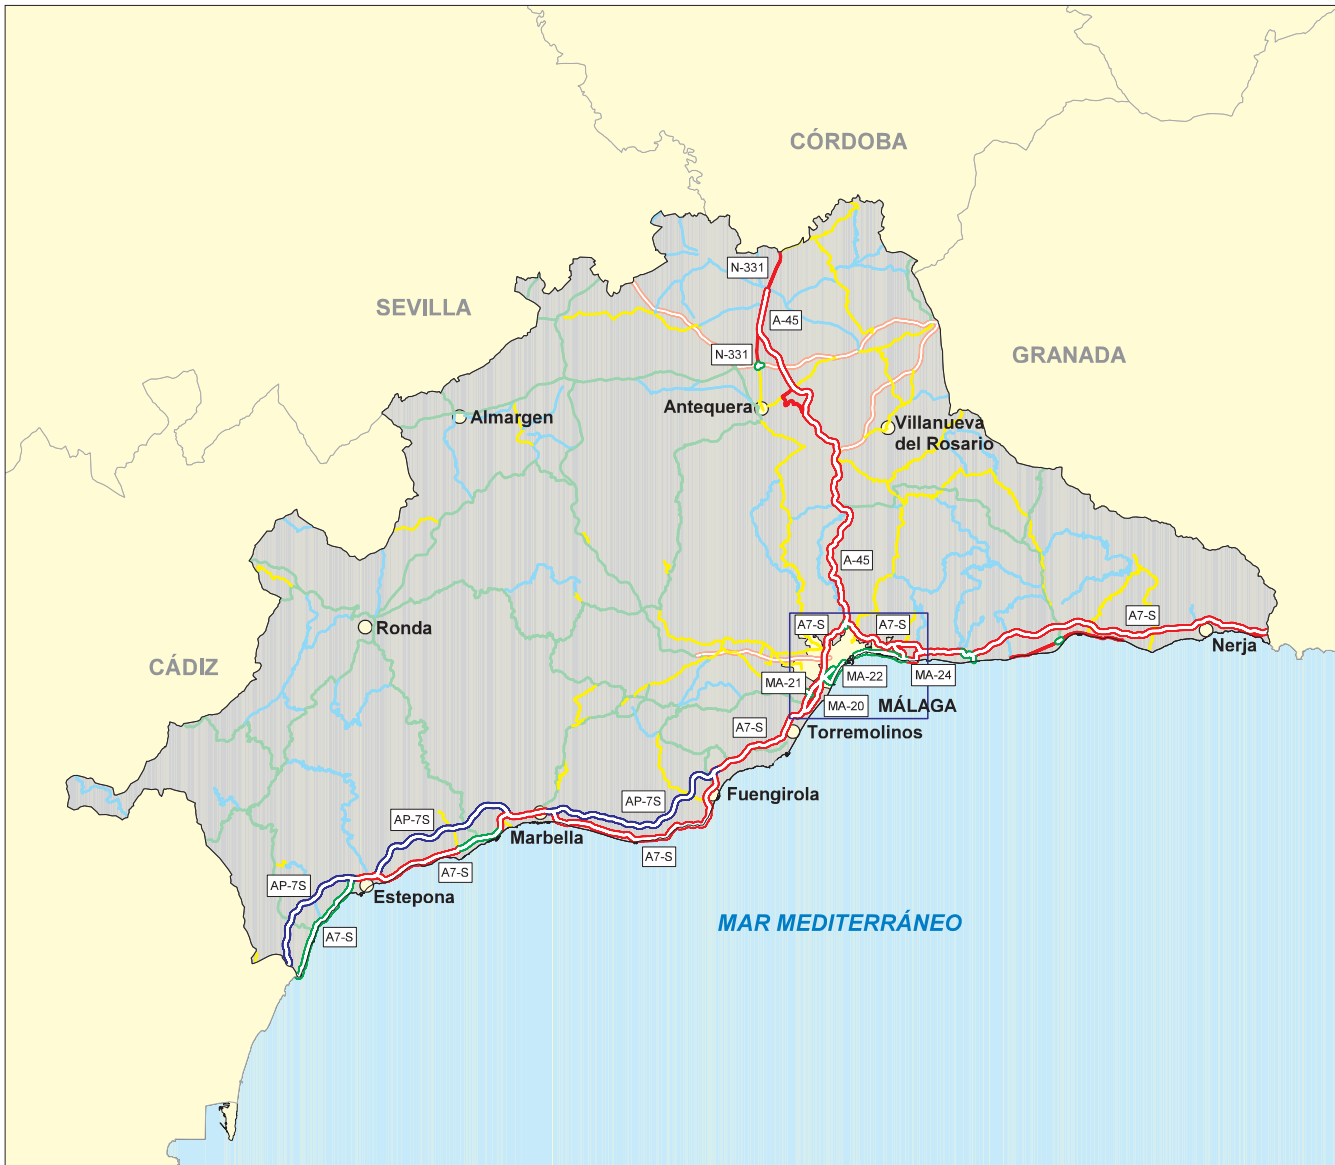 CÓRDOBA
N-331
SEVILLA
A-45
N-331
GRANADA
Antequera
Almargen
Villanueva
del Rosario
A-45
A7-S
A7-S
A7-S
Ronda
Nerja
CÁDIZ
MA-21
MA-22
MA-24
MA-20
MÁLAGA
A7-S
Torremolinos
AP-7S
Fuengirola
AP-7S
Marbella
A7-S
A7-S
AP-7S
Estepona
MAR MEDITERRÁNEO
A7-S